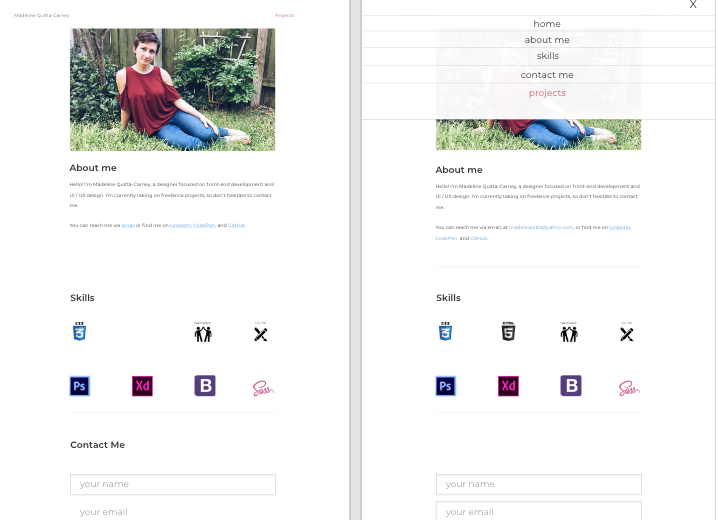 Madeline Quitta-Carney
Projects
About me
Hello! I'm Madeline Quitta-Carney, a designer focused on front-end development and
UI / UX design. I'm currently taking on freelance projects, so don't hesitate to contact
me.
You can reach me via email or find me on LinkedIn, CodePen, and GitHub.
Skills
Ps
Xd
B
Sass
Contact Me
your name
your email
X
home
about me
skills
contact me
projects
About me
Hello! I'm Madeline Quitta-Carney, a designer focused on front-end development and
UI / UX design. I'm currently taking on freelance projects, so don't hesitate to contact
me.
You can reach me via email, at maddiequitta@yahoo.com, or find me on LinkedIn,
CodePen, and GitHub.
Skills
HTML
5
Ps
Xd
B
Sass
your name
your email